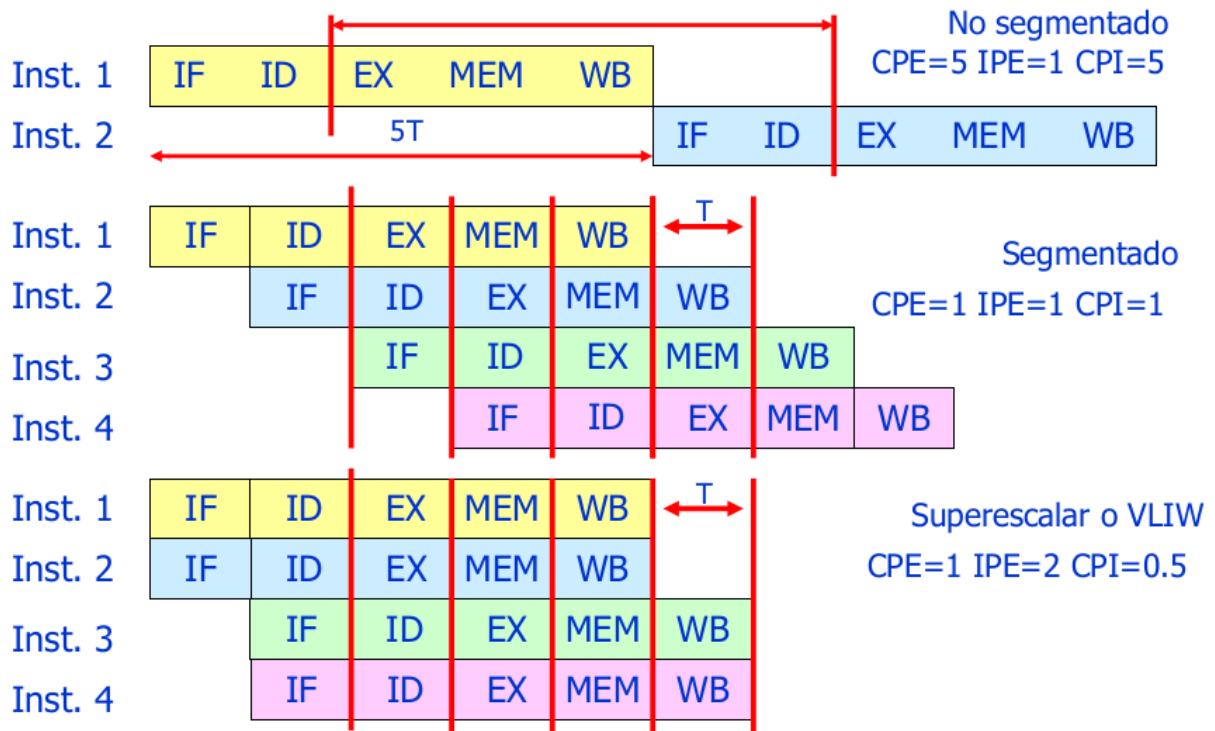 No segmentado
CPE=5 IPE=1 CPI=5
Inst. 1 IF ID EX MEM WB
Inst. 2 5T IF ID EX MEM WB
T
Inst. 1 IF ID EX MEM WB
Segmentado
Inst. 2 IF ID EX MEM WB
CPE=1 IPE=1 CPI=1
Inst. 3 IF ID EX MEM WB
Inst. 4 IF ID EX MEM WB
T
Inst. 1 IF ID EX MEM WB
Superescalar o VLIW
Inst. 2 IF ID EX MEM WB
CPE=1 IPE=2 CPI=0.5
Inst. 3 IF ID EX MEM WB
Inst. 4 IF ID EX MEM WB